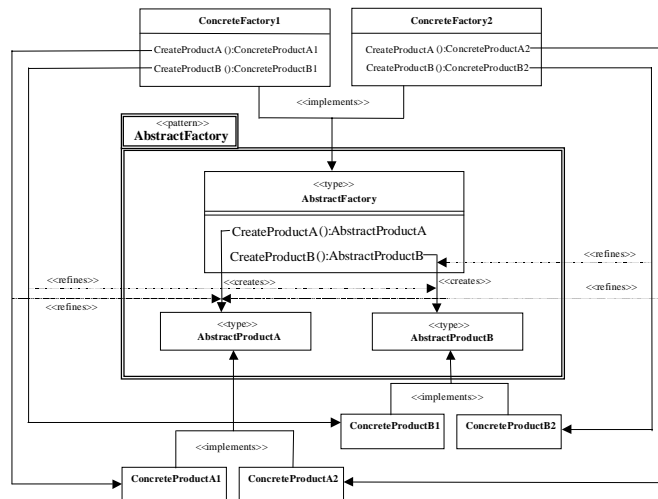 ConcreteFactory1
CreateProductA ():ConcreteProductA1
CreateProductB ():ConcreteProductB1
ConcreteFactory2
CreateProductA ():ConcreteProductA2
CreateProductB ():ConcreteProductB2
<<implements>>
<<pattern>>
AbstractFactory
<<type>>
AbstractFactory
CreateProductA():AbstractProductA
CreateProductB():AbstractProductB
<<refines>>
<<refines>>
<<creates>>
<<creates>>
<<refines>>
<<refines>>
<<type>>
AbstractProductA
<<type>>
AbstractProductB
<<implements>>
ConcreteProductB1
ConcreteProductB2
<<implements>>
ConcreteProductA1
ConcreteProductA2